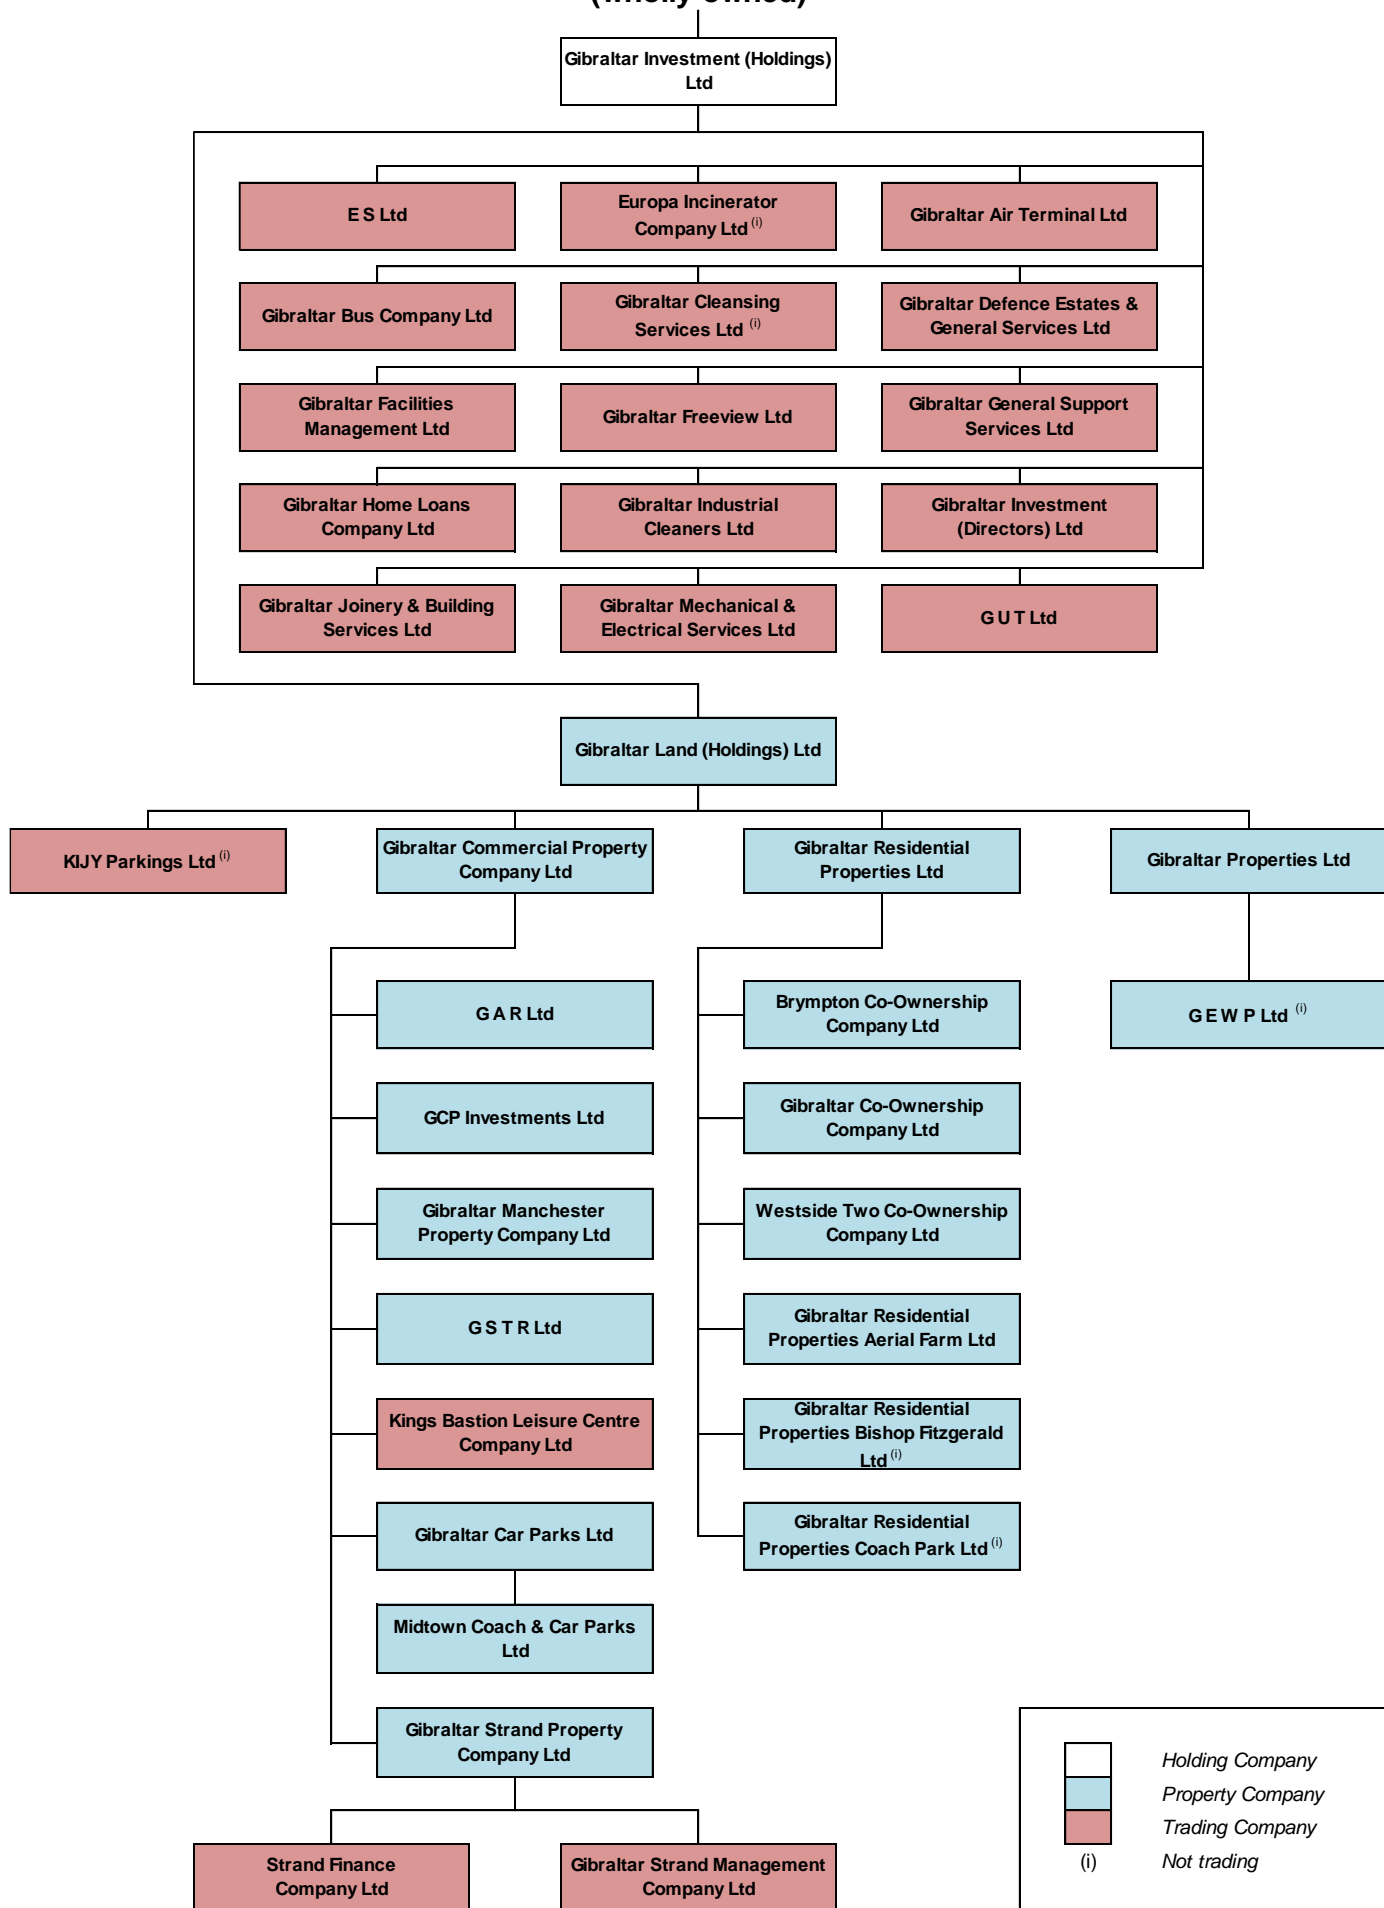 (wholly-owned)
Gibraltar Investment (Holdings)
Ltd
E S Ltd
Europa Incinerator
Company Ltd (i)
Gibraltar Air Terminal Ltd
Gibraltar Bus Company Ltd
Gibraltar Cleansing
Services Ltd (i)
Gibraltar Defence Estates &
General Services Ltd
Gibraltar Facilities
Management Ltd
Gibraltar Freeview Ltd
Gibraltar General Support
Services Ltd
Gibraltar Home Loans
Company Ltd
Gibraltar Industrial
Cleaners Ltd
Gibraltar Investment
(Directors) Ltd
Gibraltar Joinery & Building
Services Ltd
Gibraltar Mechanical &
Electrical Services Ltd
G U T Ltd
Gibraltar Land (Holdings) Ltd
KIJY Parkings Ltd (i)
Gibraltar Commercial Property
Company Ltd
Gibraltar Residential
Properties Ltd
Gibraltar Properties Ltd
G A R Ltd
Brympton Co-Ownership
Company Ltd
G E W P Ltd (i)
GCP Investments Ltd
Gibraltar Co-Ownership
Company Ltd
Gibraltar Manchester
Property Company Ltd
Westside Two Co-Ownership
Company Ltd
G S T R Ltd
Gibraltar Residential
Properties Aerial Farm Ltd
Kings Bastion Leisure Centre
Company Ltd
Gibraltar Residential
Properties Bishop Fitzgerald
Ltd (i)
Gibraltar Car Parks Ltd
Gibraltar Residential
Properties Coach Park Ltd (i)
Midtown Coach & Car Parks
Ltd
Gibraltar Strand Property
Company Ltd
Strand Finance
Company Ltd
Gibraltar Strand Management
Company Ltd
Holding Company
Property Company
Trading Company
(i) Not trading